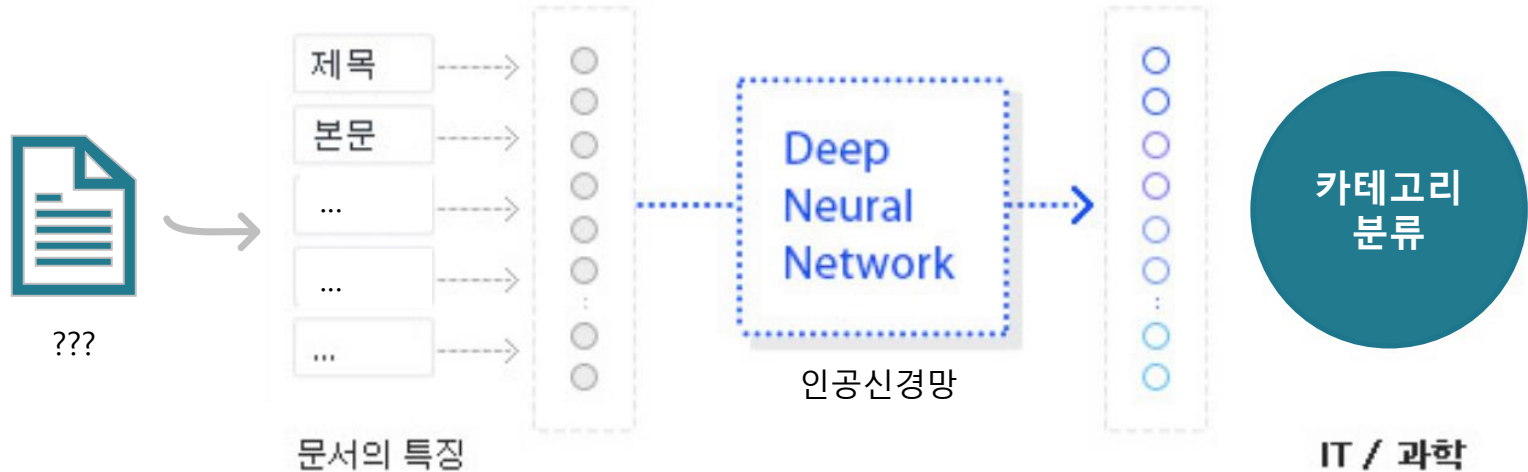 ???
제목
본문
...
...
...
문서의 특징
Deep
Neural
Network
인공신경망
카테고리
분류
IT / 과학